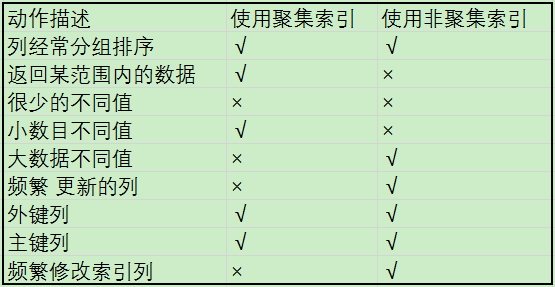 动作描述 使用聚集索引 使用非聚集索引
列经常分组排序 √ √
返回某范围内的数据 √ ×
很少的不同值 × ×
小数目不同值 √ ×
大数据不同值 × √
频繁 更新的列 × √
外键列 √ √
主键列 √ √
频繁修改索引列 × √